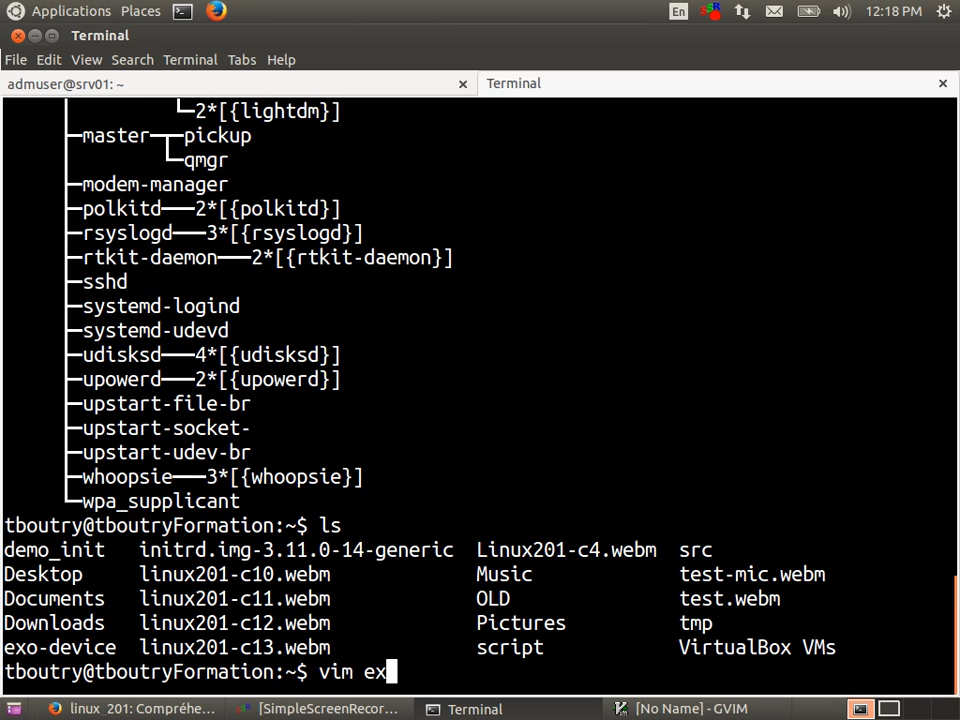 Applications Places En 12:18 PM
Terminal
File Edit View Search Terminal Tabs Help
admuser@srv01: ~ × Terminal ×
└─2*[{lightdm}]
├─master─┬─pickup
└─qmgr
├─modem-manager
├─polkitd───2*[{polkitd}]
├─rsyslogd───3*[{rsyslogd}]
├─rtkit-daemon───2*[{rtkit-daemon}]
├─sshd
├─systemd-logind
├─systemd-udevd
├─udisksd───4*[{udisksd}]
├─upowerd───2*[{upowerd}]
├─upstart-file-br
├─upstart-socket-
├─upstart-udev-br
├─whoopsie───3*[{whoopsie}]
└─wpa_supplicant
tboutry@tboutryFormation:~$ ls
demo_init initrd.img-3.11.0-14-generic Linux201-c4.webm src
Desktop linux201-c10.webm Music test-mic.webm
Documents linux201-c11.webm OLD test.webm
Downloads linux201-c12.webm Pictures tmp
exo-device linux201-c13.webm script VirtualBox VMs
tboutry@tboutryFormation:~$ vim ex
linux_201: Compréhe... [SimpleScreenRecor... Terminal [No Name] - GVIM